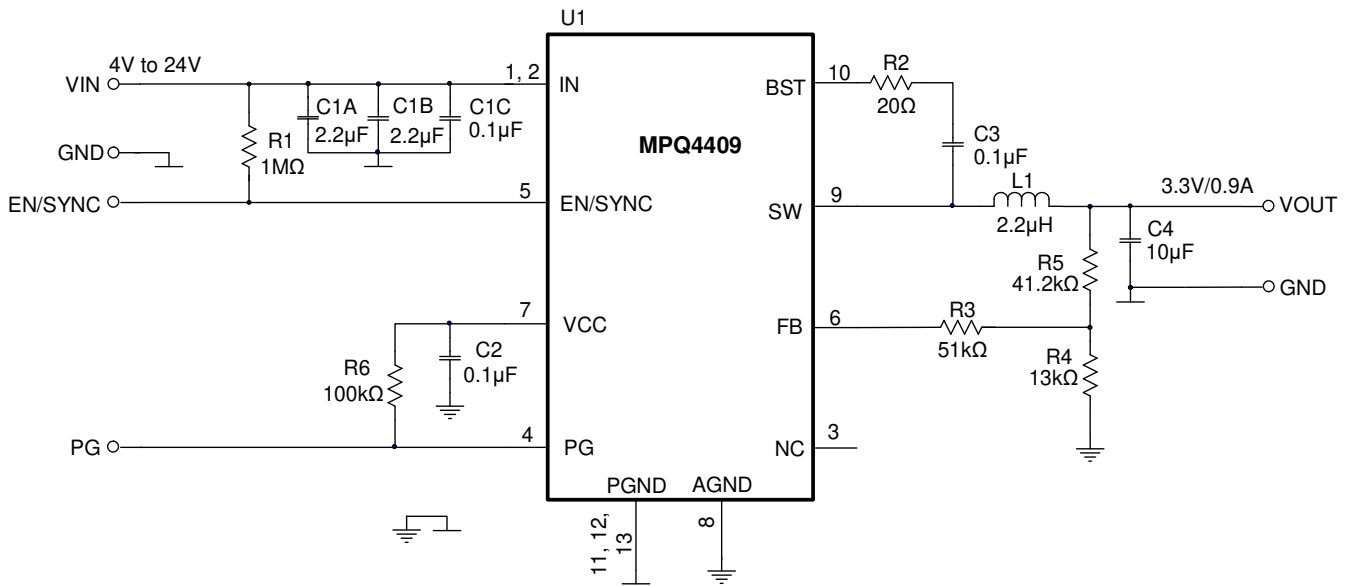 U1
4V to 24V
VIN
1, 2
IN
C1A
2.2µF
C1B
2.2µF
C1C
0.1µF
GND
R1
1MΩ
EN/SYNC
5
EN/SYNC
MPQ4409
BST
10
R2
20Ω
C3
0.1µF
SW
9
L1
2.2µH
3.3V/0.9A
VOUT
C4
10µF
R5
41.2kΩ
GND
7
VCC
C2
0.1µF
R6
100kΩ
FB
6
R3
51kΩ
R4
13kΩ
PG
4
PG
NC
3
PGND
AGND
11, 12,
13
8